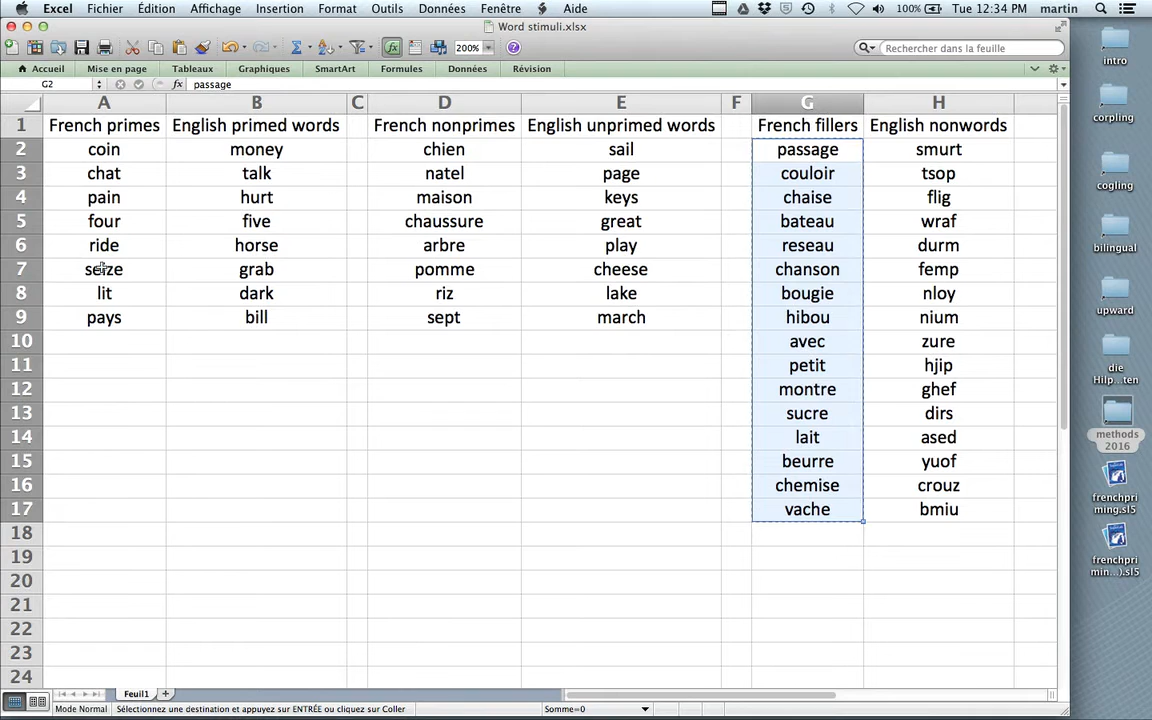 Excel Fichier Édition Affichage Insertion Format Outils Données Fenêtre Aide 100% Tue 12:34 PM martin
Word stimuli.xlsx
200% Rechercher dans la feuille
Accueil Mise en page Tableaux Graphiques SmartArt Formules Données Révision
G2 fx passage
A B C D E F G H
1 French primes English primed words French nonprimes English unprimed words French fillers English nonwords
2 coin money chien sail passage smurt
3 chat talk natel page couloir tsop
4 pain hurt maison keys chaise flig
5 four five chaussure great bateau wraf
6 ride horse arbre play reseau durm
7 seize grab pomme cheese chanson femp
8 lit dark riz lake bougie nloy
9 pays bill sept march hibou nium
10 avec zure
11 petit hjip
12 montre ghef
13 sucre dirs
14 lait ased
15 beurre yuof
16 chemise crouz
17 vache bmiu
18
19
20
21
22
23
24
Feuil1
Mode Normal Sélectionnez une destination et appuyez sur ENTRÉE ou cliquez sur Coller Somme=0
intro
corpling
cogling
bilingual
upward
die
Hilp...ten
methods
2016
frenchpri
ming.sl5
frenchpri
min...).sl5